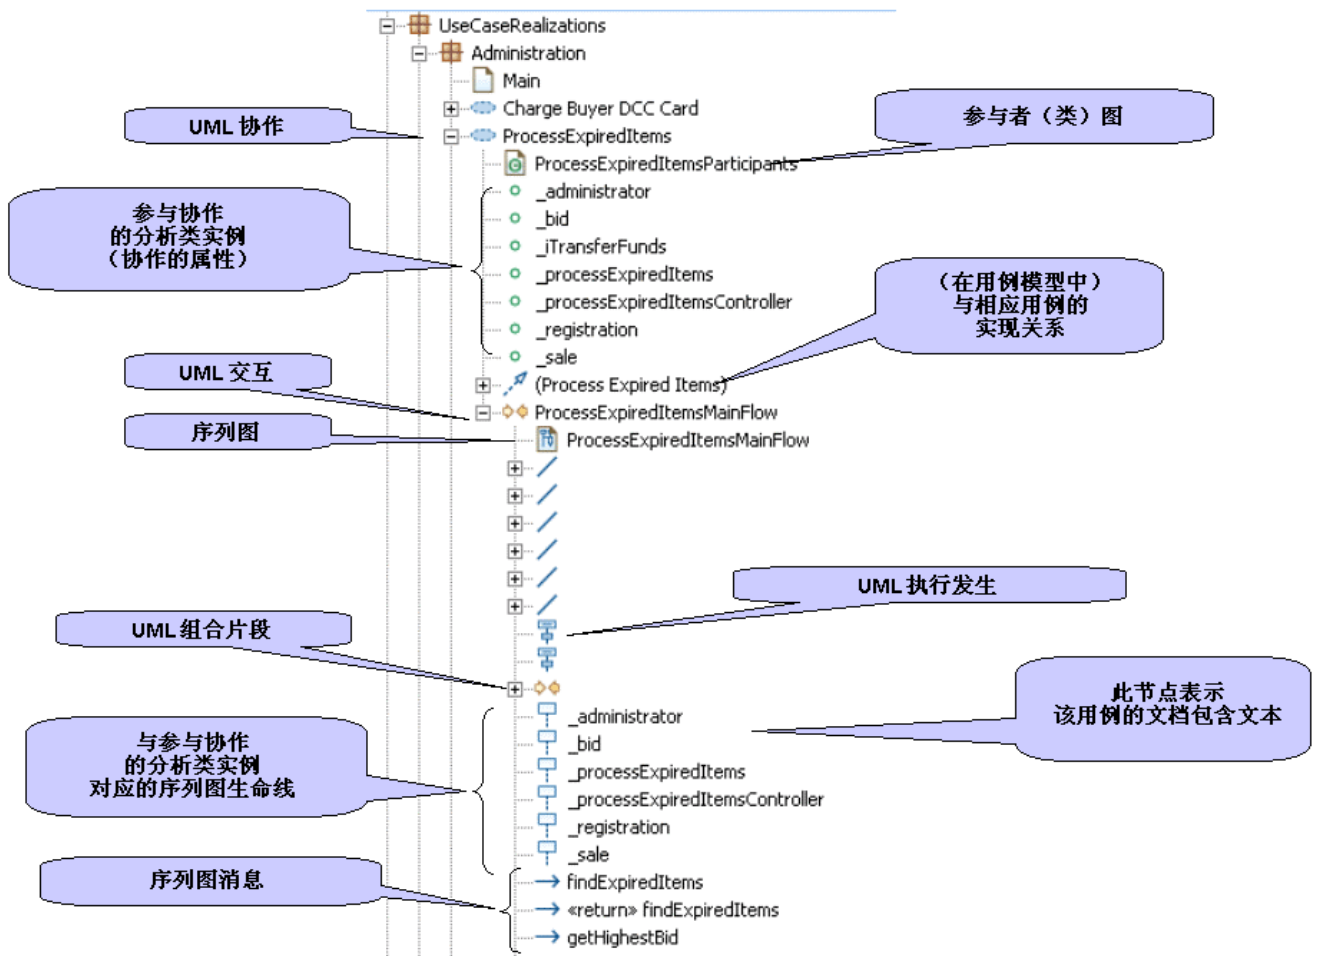 UseCaseRealizations
Administration
Main
Charge Buyer DCC Card
UML 协作
ProcessExpiredItems
参与者（类）图
ProcessExpiredItemsParticipants
_administrator
参与协作
的分析类实例
（协作的属性）
_bid
_iTransferFunds
_processExpiredItems
（在用例模型中）
与相应用例的
实现关系
_processExpiredItemsController
_registration
_sale
UML 交互
(Process Expired Items)
ProcessExpiredItemsMainFlow
序列图
ProcessExpiredItemsMainFlow
UML 执行发生
UML 组合片段
此节点表示
该用例的文档包含文本
_administrator
_bid
与参与协作
的分析类实例
对应的序列图生命线
_processExpiredItems
_processExpiredItemsController
_registration
_sale
序列图消息
findExpiredItems
«return» findExpiredItems
getHighestBid